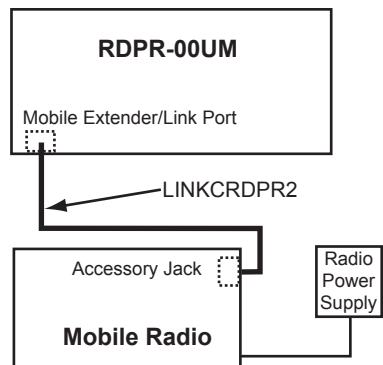 RDPR-00UM
Mobile Extender/Link Port
LINKCRDPR2
Accessory Jack
Mobile Radio
Radio
Power
Supply